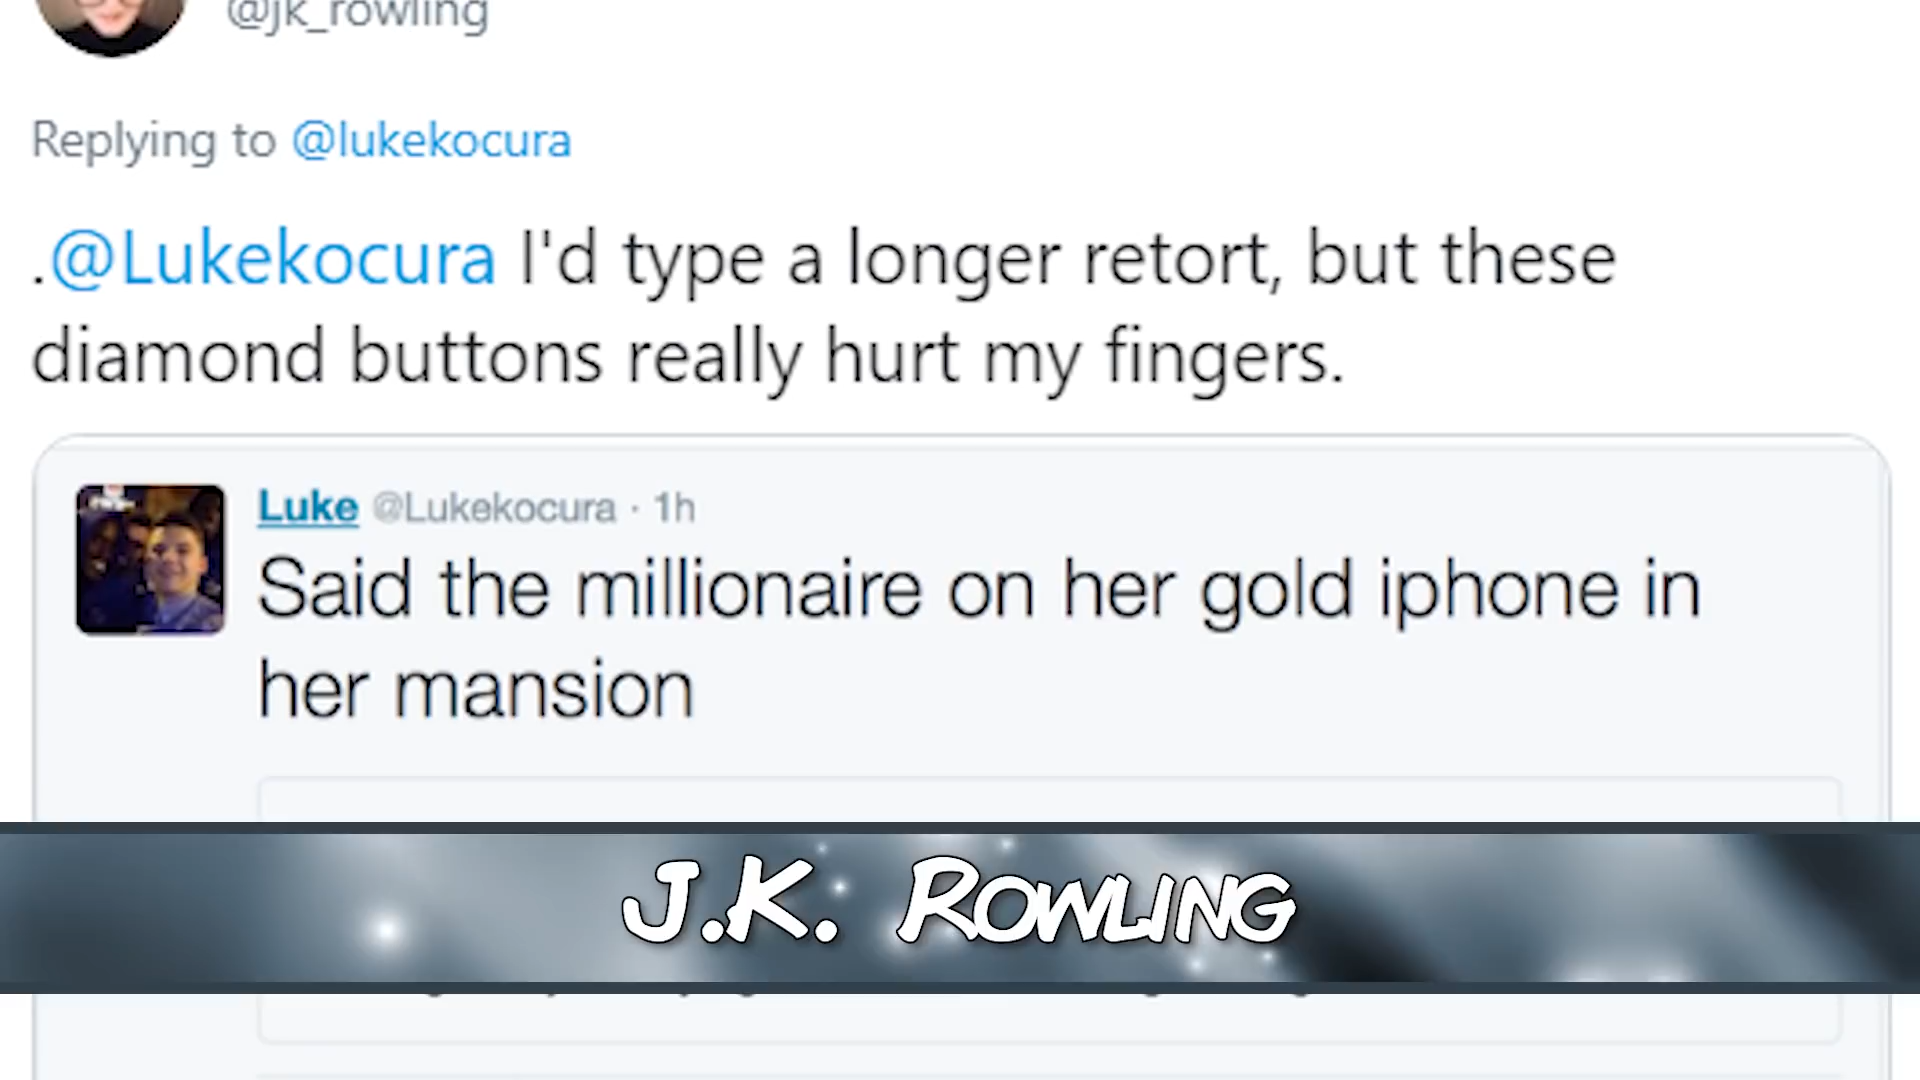 @jk_rowling
Replying to @lukekocura
.@Lukekocura I'd type a longer retort, but these
diamond buttons really hurt my fingers.
Luke @Lukekocura · 1h
Said the millionaire on her gold iphone in
her mansion
J.K. Rowling